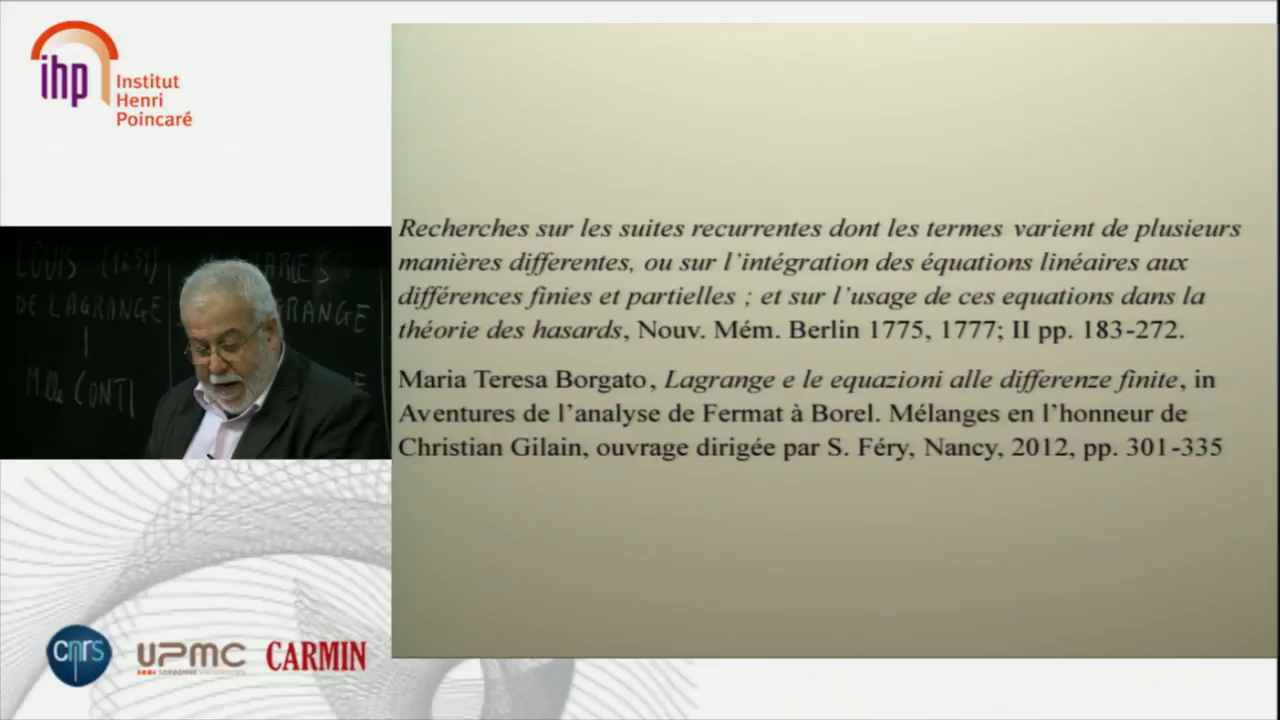 ihp
Institut
Henri
Poincaré
LOUIS (1651)
DE LAGRANGE
Mlle CONTI
Recherches sur les suites recurrentes dont les termes varient de plusieurs
manières differentes, ou sur l'intégration des équations linéaires aux
différences finies et partielles ; et sur l'usage de ces equations dans la
théorie des hasards, Nouv. Mém. Berlin 1775, 1777; II pp. 183-272.
Maria Teresa Borgato, Lagrange e le equazioni alle differenze finite, in
Aventures de l'analyse de Fermat à Borel. Mélanges en l'honneur de
Christian Gilain, ouvrage dirigée par S. Féry, Nancy, 2012, pp. 301-335
cnrs
UPMC
CARMIN